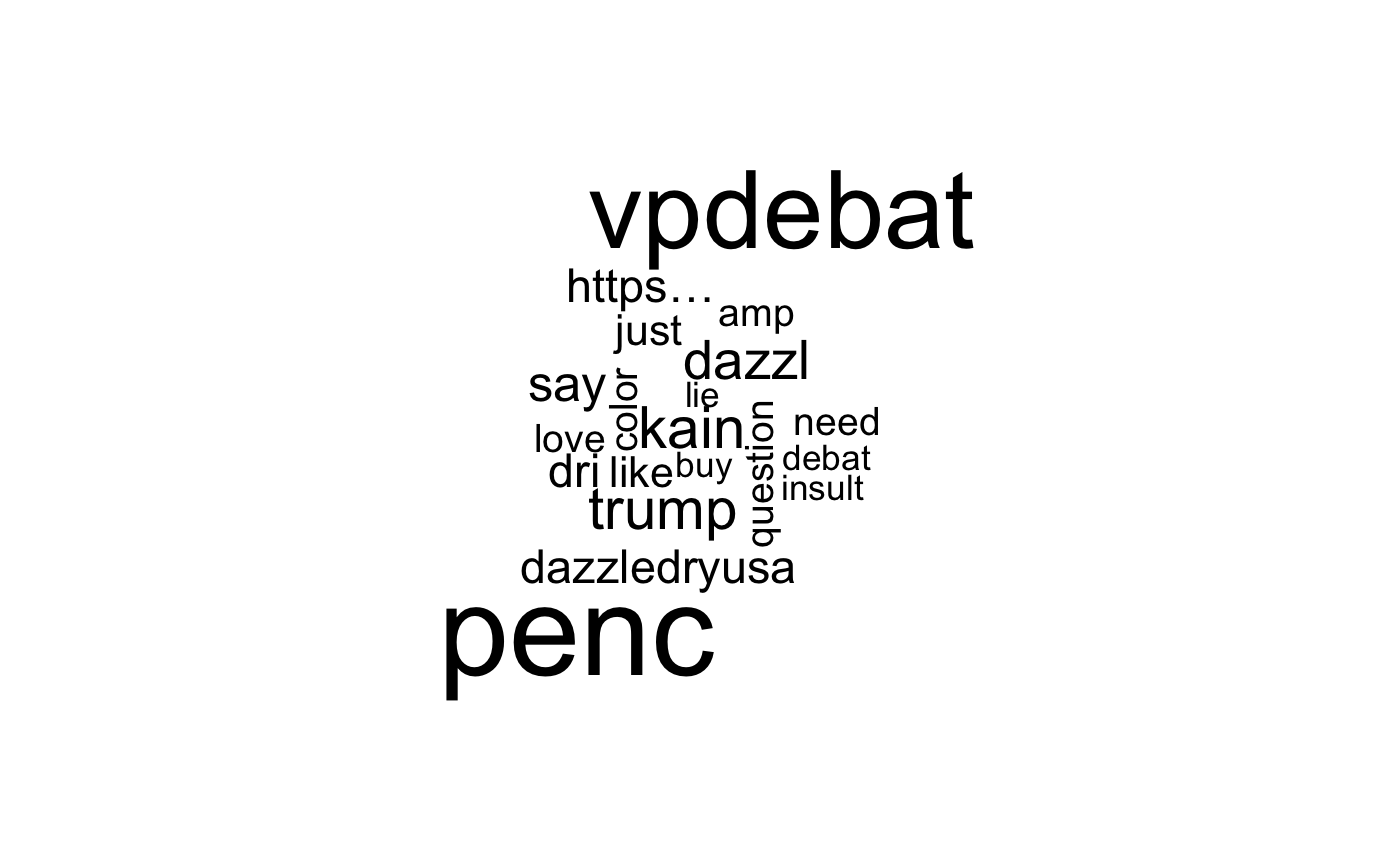 vpdebat
https…
amp
just
dazzl
say
color
lie
kain
question
need
love
debat
dri
like
buy
insult
trump
dazzledryusa
penc